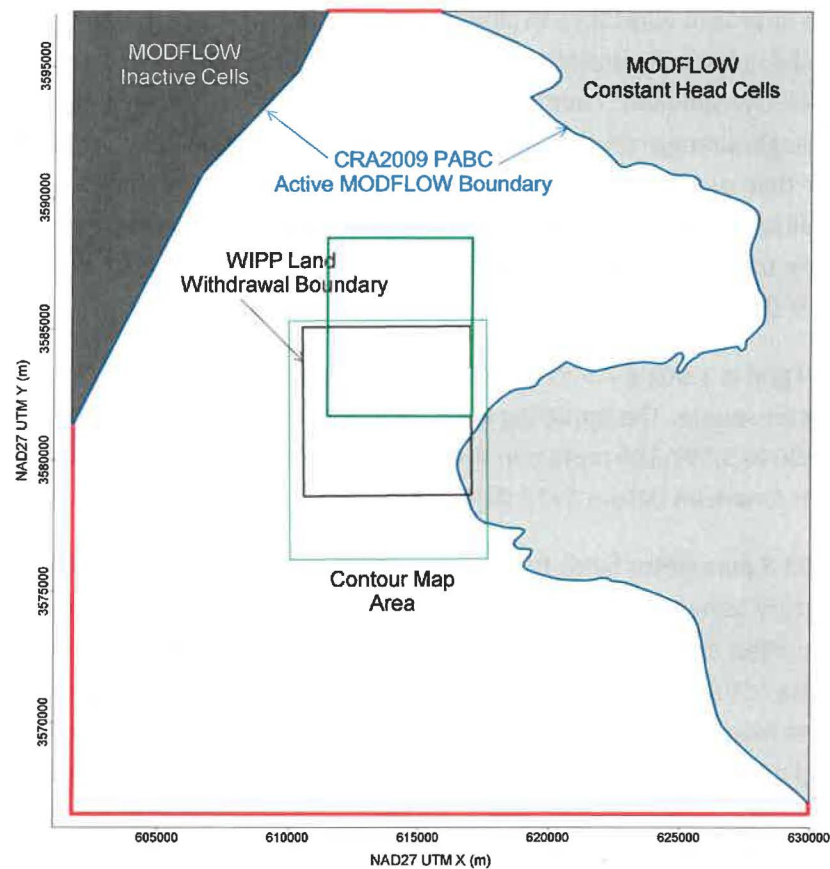 MODFLOW
Inactive Cells
MODFLOW
Constant Head Cells
CRA2009 PABC
Active MODFLOW Boundary
WIPP Land
Withdrawal Boundary
Contour Map
Area
NAD27 UTM Y (m)
3595000
3590000
3585000
3580000
3575000
3570000
605000
610000
615000
620000
625000
630000
NAD27 UTM X (m)